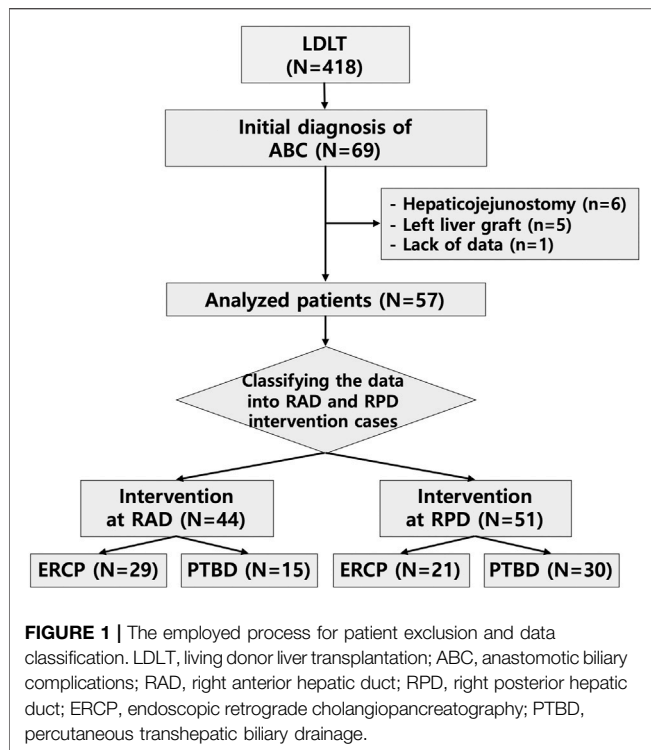 LDLT
(N=418)
Initial diagnosis of
ABC (N=69)
- Hepaticojejunostomy (n=6)
- Left liver graft (n=5)
- Lack of data (n=1)
Analyzed patients (N=57)
Classifying the data
into RAD and RPD
intervention cases
Intervention
at RAD (N=44)
Intervention
at RPD (N=51)
ERCP (N=29)
PTBD (N=15)
ERCP (N=21)
PTBD (N=30)
FIGURE 1 | The employed process for patient exclusion and data
classification. LDLT, living donor liver transplantation; ABC, anastomotic biliary
complications; RAD, right anterior hepatic duct; RPD, right posterior hepatic
duct; ERCP, endoscopic retrograde cholangiopancreatography; PTBD,
percutaneous transhepatic biliary drainage.